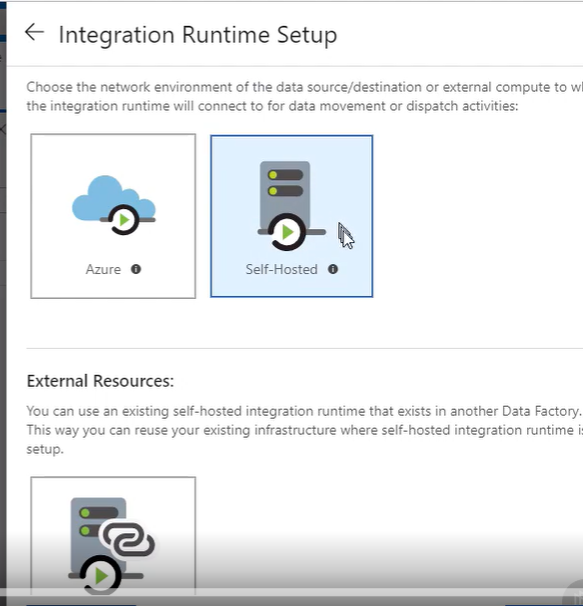 Integration Runtime Setup
Choose the network environment of the data source/destination or external compute to
the integration runtime will connect to for data movement or dispatch activities:
Azure
Self-Hosted
External Resources:
You can use an existing self-hosted integration runtime that exists in another Data Factory.
This way you can reuse your existing infrastructure where self-hosted integration runtime is
setup.